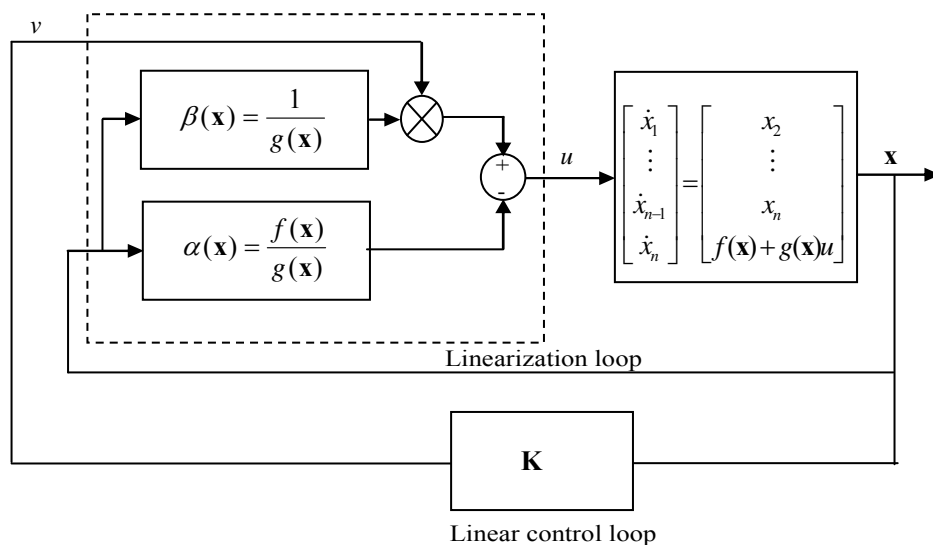 v
β(x) = 1 / g(x)
α(x) = f(x) / g(x)
+
-
u
[ẋ₁ ⋮ ẋₙ₋₁ ẋₙ] = [x₂ ⋮ xₙ f(x) + g(x)u]
x
Linearization loop
K
Linear control loop